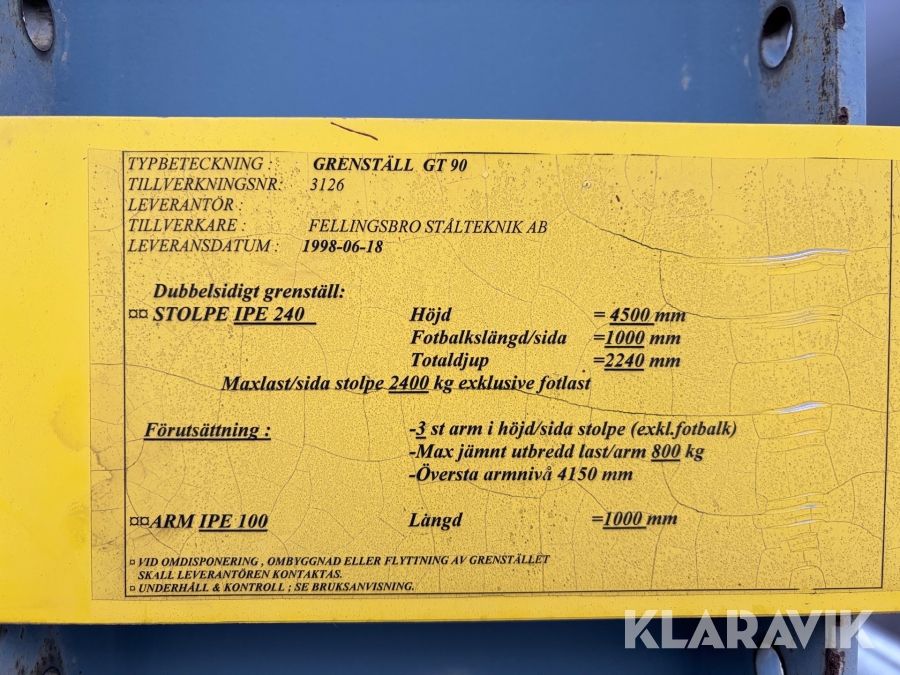 TYPBETECKNING : GRENSTÄLL GT 90
TILLVERKNINGSNR: 3126
LEVERANTÖR :
TILLVERKARE : FELLINGSBRO STÅLTEKNIK AB
LEVERANSDATUM : 1998-06-18
Dubbelsidigt grenställ:
¤¤ STOLPE IPE 240 Höjd = 4500 mm
Fotbalkslängd/sida =1000 mm
Totaldjup =2240 mm
Maxlast/sida stolpe 2400 kg exklusive fotlast
Förutsättning : -3 st arm i höjd/sida stolpe (exkl.fotbalk)
-Max jämnt utbredd last/arm 800 kg
-Översta armnivå 4150 mm
¤¤ARM IPE 100 Làngd =1000 mm
¤ VID OMDISPONERING , OMBYGGNAD ELLER FLYTTNING AV GRENSTÄLLET
SKALL LEVERANTÖREN KONTAKTAS.
¤ UNDERHÅLL & KONTROLL ; SE BRUKSANVISNING.
KLARAVIK